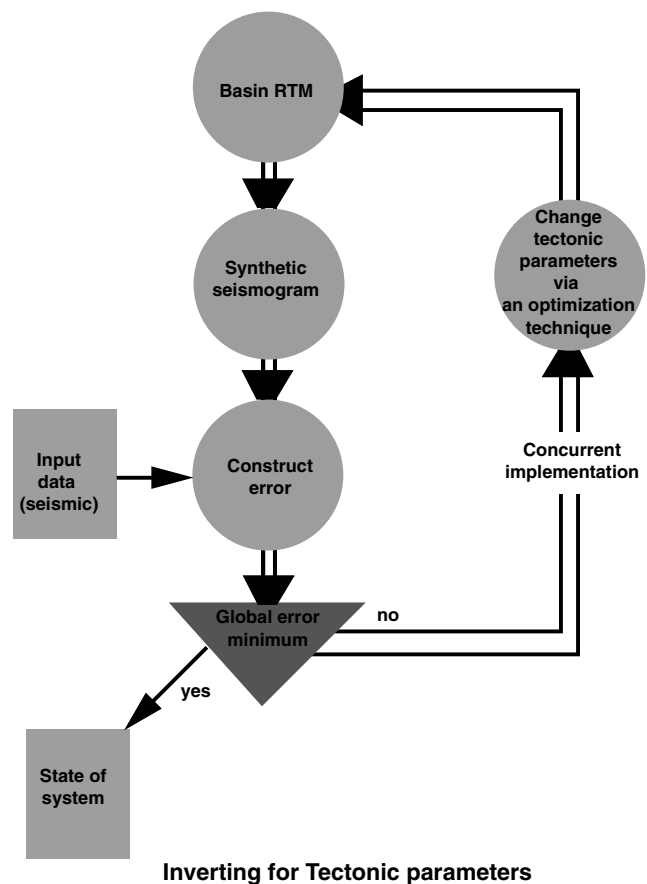 Basin RTM
Synthetic
seismogram
Change
tectonic
parameters
via
an optimization
technique
Input
data
(seismic)
Construct
error
Concurrent
implementation
Global error
minimum
no
yes
State of
system
Inverting for Tectonic parameters